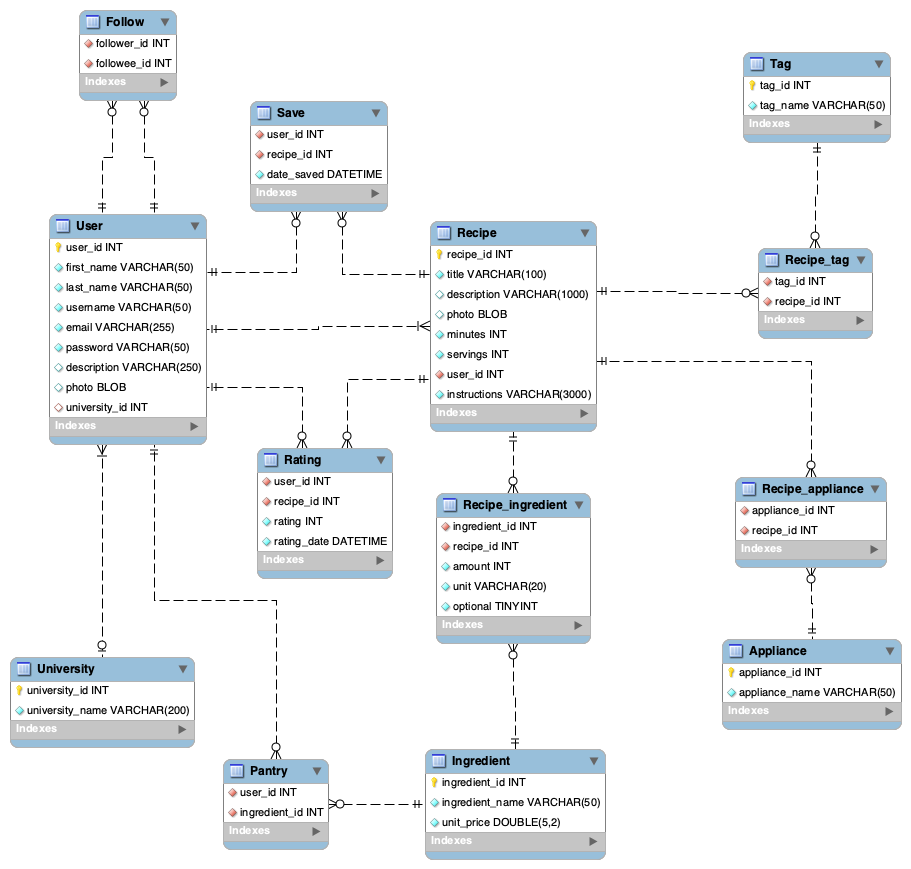 Follow
follower_id INT
followee_id INT
Indexes
Tag
tag_id INT
tag_name VARCHAR(50)
Indexes
Save
user_id INT
recipe_id INT
date_saved DATETIME
Indexes
User
user_id INT
first_name VARCHAR(50)
last_name VARCHAR(50)
username VARCHAR(50)
email VARCHAR(255)
password VARCHAR(50)
description VARCHAR(250)
photo BLOB
university_id INT
Indexes
Recipe
recipe_id INT
title VARCHAR(100)
description VARCHAR(1000)
photo BLOB
minutes INT
servings INT
user_id INT
instructions VARCHAR(3000)
Indexes
Recipe_tag
tag_id INT
recipe_id INT
Indexes
Rating
user_id INT
recipe_id INT
rating INT
rating_date DATETIME
Indexes
Recipe_ingredient
ingredient_id INT
recipe_id INT
amount INT
unit VARCHAR(20)
optional TINYINT
Indexes
Recipe_appliance
appliance_id INT
recipe_id INT
Indexes
University
university_id INT
university_name VARCHAR(200)
Indexes
Appliance
appliance_id INT
appliance_name VARCHAR(50)
Indexes
Pantry
user_id INT
ingredient_id INT
Indexes
Ingredient
ingredient_id INT
ingredient_name VARCHAR(50)
unit_price DOUBLE(5,2)
Indexes